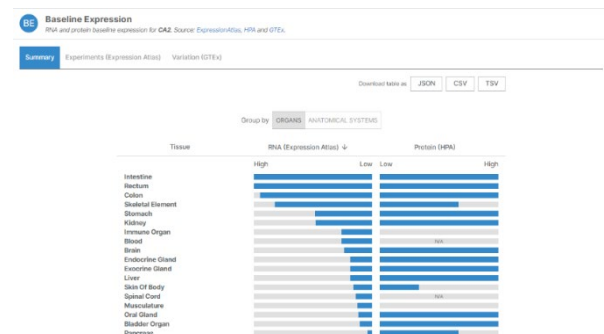 BE
Baseline Expression
RNA and protein baseline expression for CA2. Source: ExpressionAtlas, HPA and GTEx.
Summary Experiments (Expression Atlas) Variation (GTEx)
Download table as JSON CSV TSV
Group by ORGANS ANATOMICAL SYSTEMS
Tissue RNA (Expression Atlas) ↓ Protein (HPA)
High Low Low High
Intestine
Rectum
Colon
Skeletal Element
Stomach
Kidney
Immune Organ
Blood N/A
Brain
Endocrine Gland
Exocrine Gland
Liver
Skin Of Body
Spinal Cord N/A
Musculature
Oral Gland
Bladder Organ
Pancreas